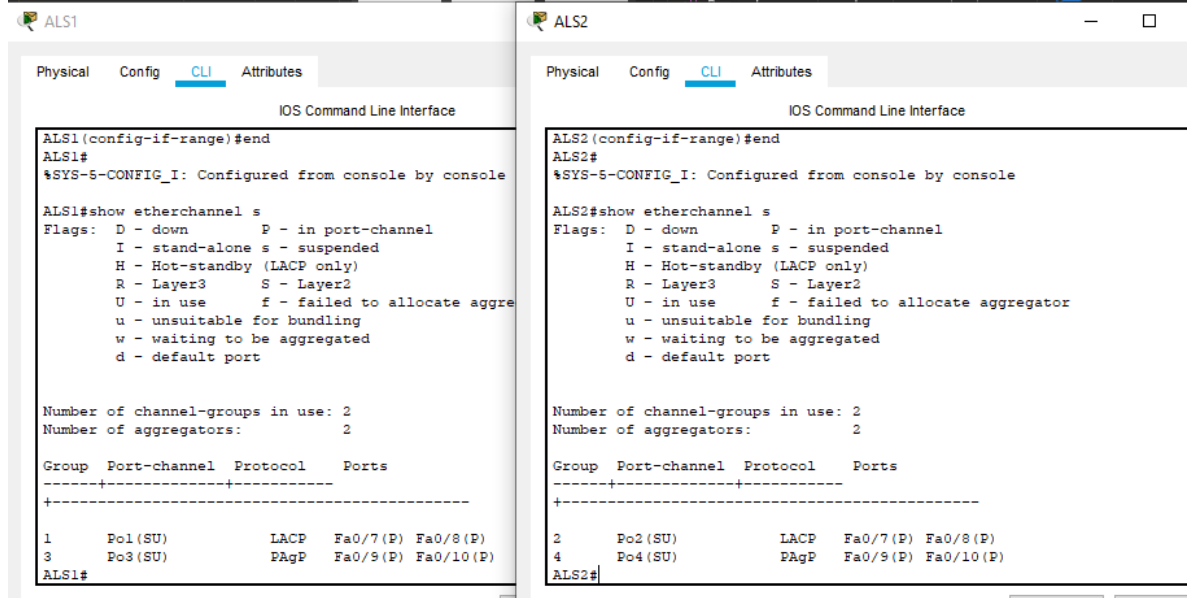 ALS1
Physical Config CLI Attributes
IOS Command Line Interface
ALS1(config-if-range)#end
ALS1#
%SYS-5-CONFIG_I: Configured from console by console
ALS1#show etherchannel s
Flags:  D - down        P - in port-channel
        I - stand-alone s - suspended
        H - Hot-standby (LACP only)
        R - Layer3      S - Layer2
        U - in use      f - failed to allocate aggre
        u - unsuitable for bundling
        w - waiting to be aggregated
        d - default port
Number of channel-groups in use: 2
Number of aggregators:           2
Group  Port-channel  Protocol    Ports
------+-------------+-----------
+----------------------------------------------
1      Po1(SU)           LACP   Fa0/7(P) Fa0/8(P)
3      Po3(SU)           PAgP   Fa0/9(P) Fa0/10(P)
ALS1#
ALS2
Physical Config CLI Attributes
IOS Command Line Interface
ALS2(config-if-range)#end
ALS2#
%SYS-5-CONFIG_I: Configured from console by console
ALS2#show etherchannel s
Flags:  D - down        P - in port-channel
        I - stand-alone s - suspended
        H - Hot-standby (LACP only)
        R - Layer3      S - Layer2
        U - in use      f - failed to allocate aggregator
        u - unsuitable for bundling
        w - waiting to be aggregated
        d - default port
Number of channel-groups in use: 2
Number of aggregators:           2
Group  Port-channel  Protocol    Ports
------+-------------+-----------
+----------------------------------------------
2      Po2(SU)           LACP   Fa0/7(P) Fa0/8(P)
4      Po4(SU)           PAgP   Fa0/9(P) Fa0/10(P)
ALS2#